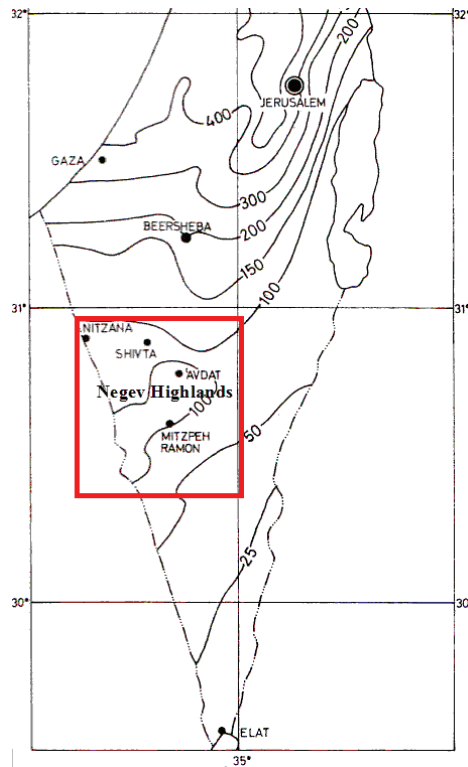 32°
32°
200
JERUSALEM
400
GAZA
300
BEERSHEBA
200
150
100
31°
31°
NITZANA
SHIVTA
AVDAT
Negev Highlands
100
MITZPEH
RAMON
50
25
30°
30°
ELAT
35°